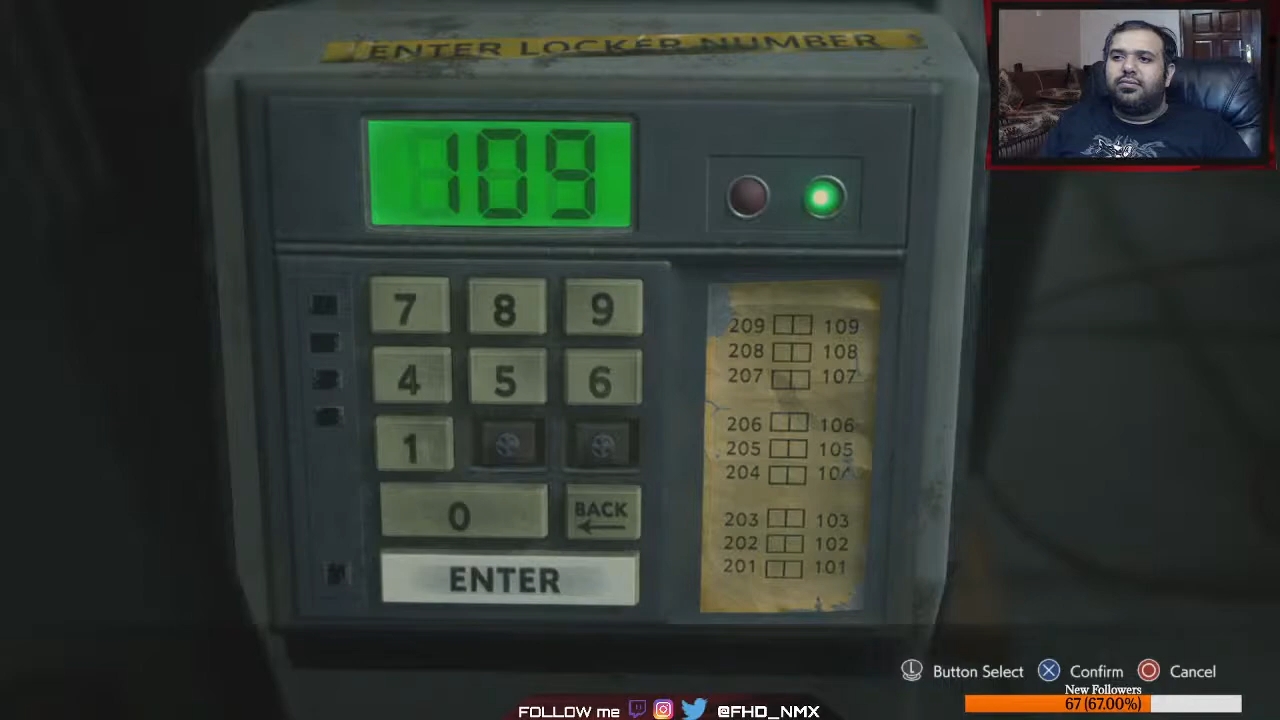 ENTER LOCKER NUMBER
109
7 8 9
4 5 6
1
0 BACK
ENTER
209 109
208 108
207 107
206 106
205 105
204 104
203 103
202 102
201 101
L Button Select Confirm Cancel
New Followers
67 (67.00%)
FOLLOW me @FHD_NMX